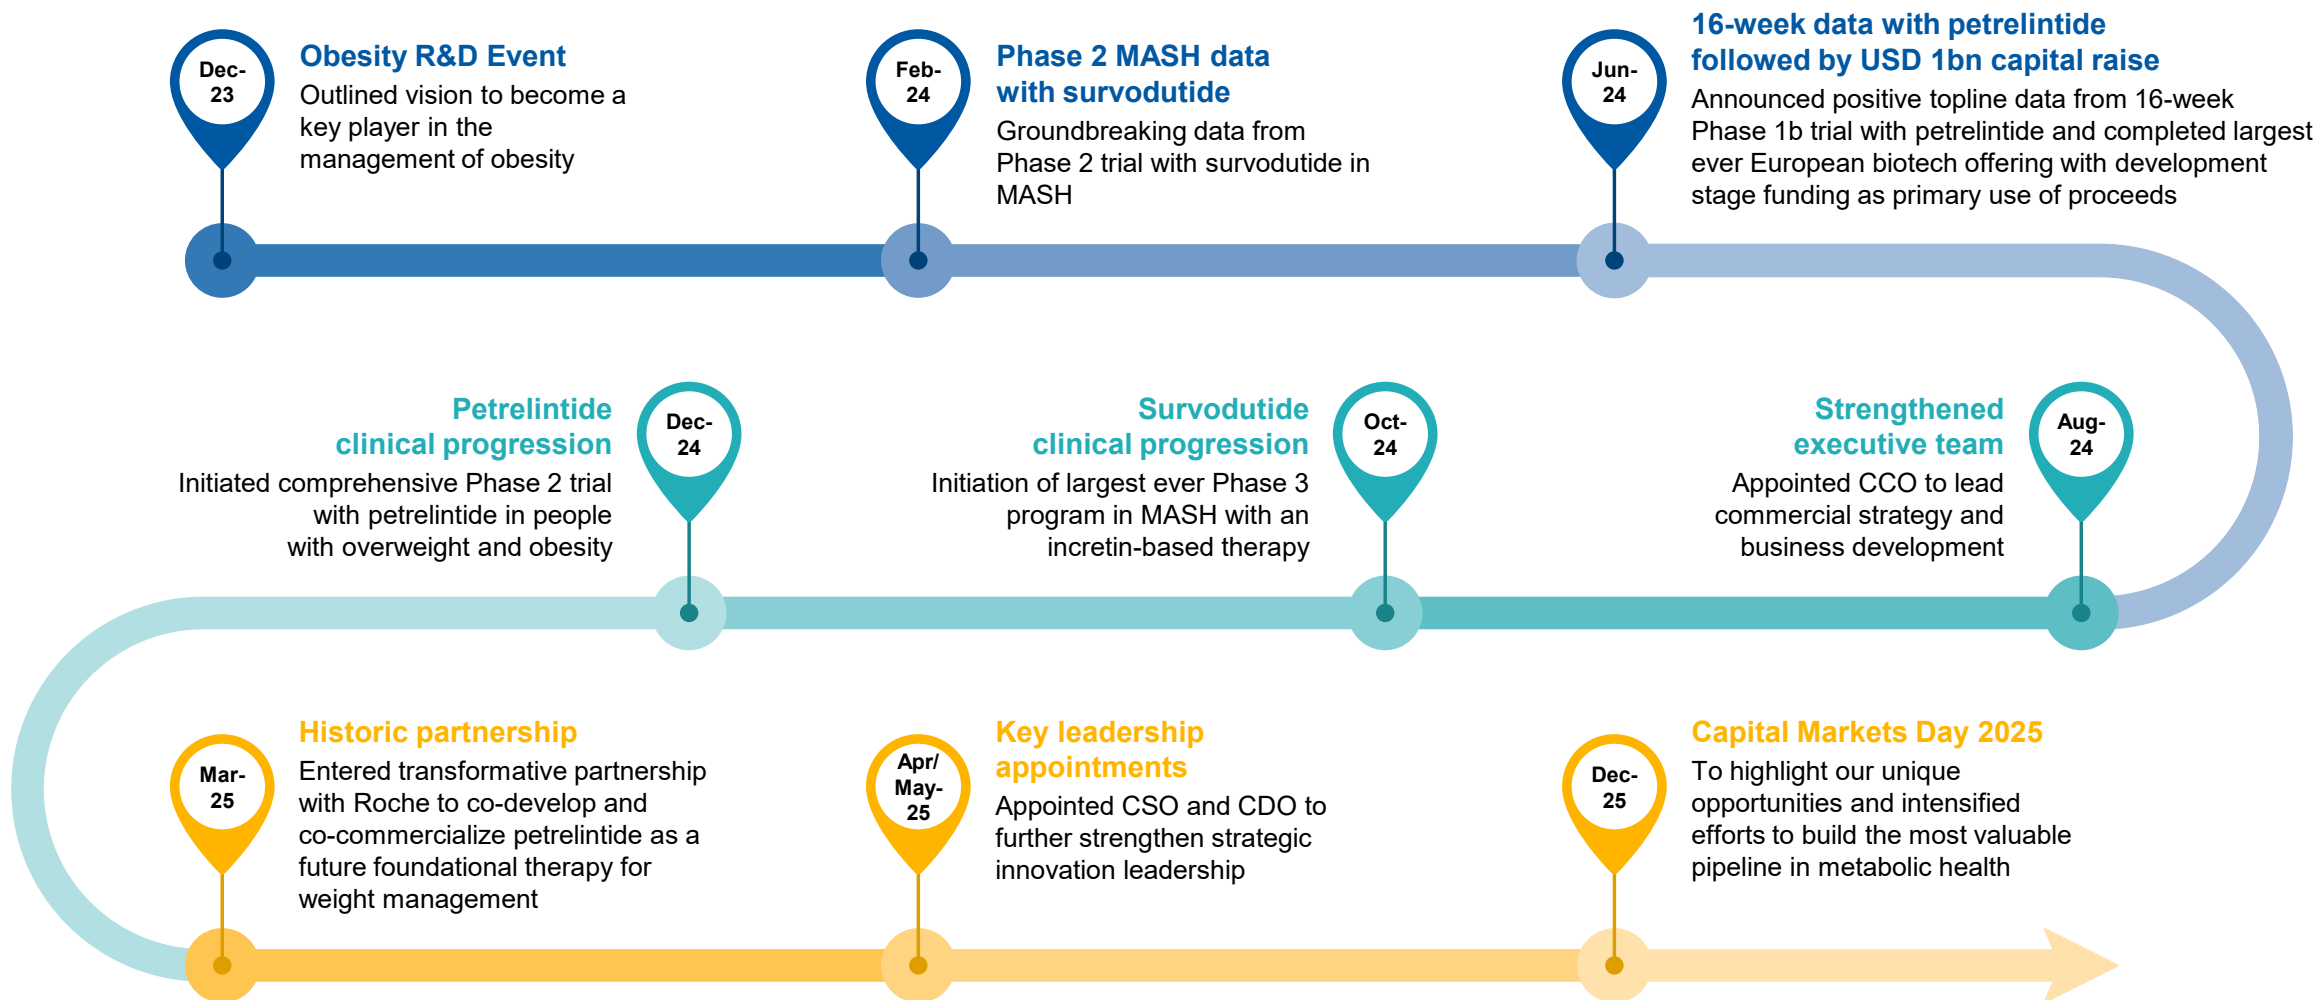 Dec-
23
Obesity R&D Event
Outlined vision to become a
key player in the
management of obesity
Feb-
24
Phase 2 MASH data
with survodutide
Groundbreaking data from
Phase 2 trial with survodutide in
MASH
Jun-
24
16-week data with petrelintide
followed by USD 1bn capital raise
Announced positive topline data from 16-week
Phase 1b trial with petrelintide and completed largest
ever European biotech offering with development
stage funding as primary use of proceeds
Aug-
24
Strengthened
executive team
Appointed CCO to lead
commercial strategy and
business development
Oct-
24
Survodutide
clinical progression
Initiation of largest ever Phase 3
program in MASH with an
incretin-based therapy
Dec-
24
Petrelintide
clinical progression
Initiated comprehensive Phase 2 trial
with petrelintide in people
with overweight and obesity
Mar-
25
Historic partnership
Entered transformative partnership
with Roche to co-develop and
co-commercialize petrelintide as a
future foundational therapy for
weight management
Apr/
May-
25
Key leadership
appointments
Appointed CSO and CDO to
further strengthen strategic
innovation leadership
Dec-
25
Capital Markets Day 2025
To highlight our unique
opportunities and intensified
efforts to build the most valuable
pipeline in metabolic health